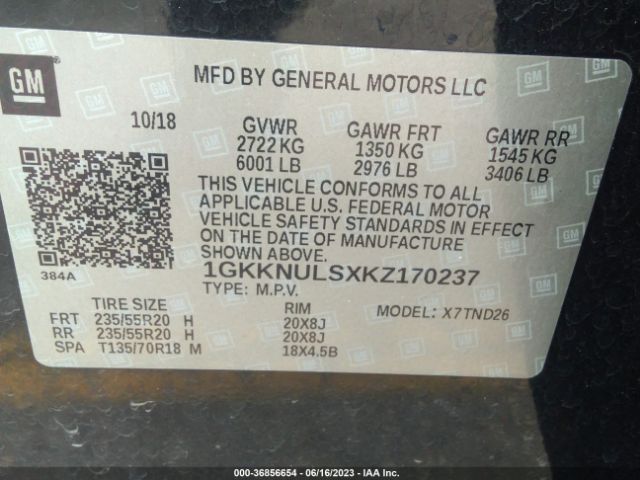 GM
MFD BY GENERAL MOTORS LLC
10/18
GVWR
2722 KG
6001 LB
GAWR FRT
1350 KG
2976 LB
GAWR RR
1545 KG
3406 LB
THIS VEHICLE CONFORMS TO ALL
APPLICABLE U.S. FEDERAL MOTOR
VEHICLE SAFETY STANDARDS IN EFFECT
ON THE DATE OF MANUFACTURE
SHOWN ABOVE.
384A
1GKKNULSXKZ170237
TYPE: M.P.V.
MODEL: X7TND26
TIRE SIZE RIM
FRT 235/55R20 H 20X8J
RR 235/55R20 H 20X8J
SPA T135/70R18 M 18X4.5B
000-36856654 / 06/16/2023 - IAA Inc.